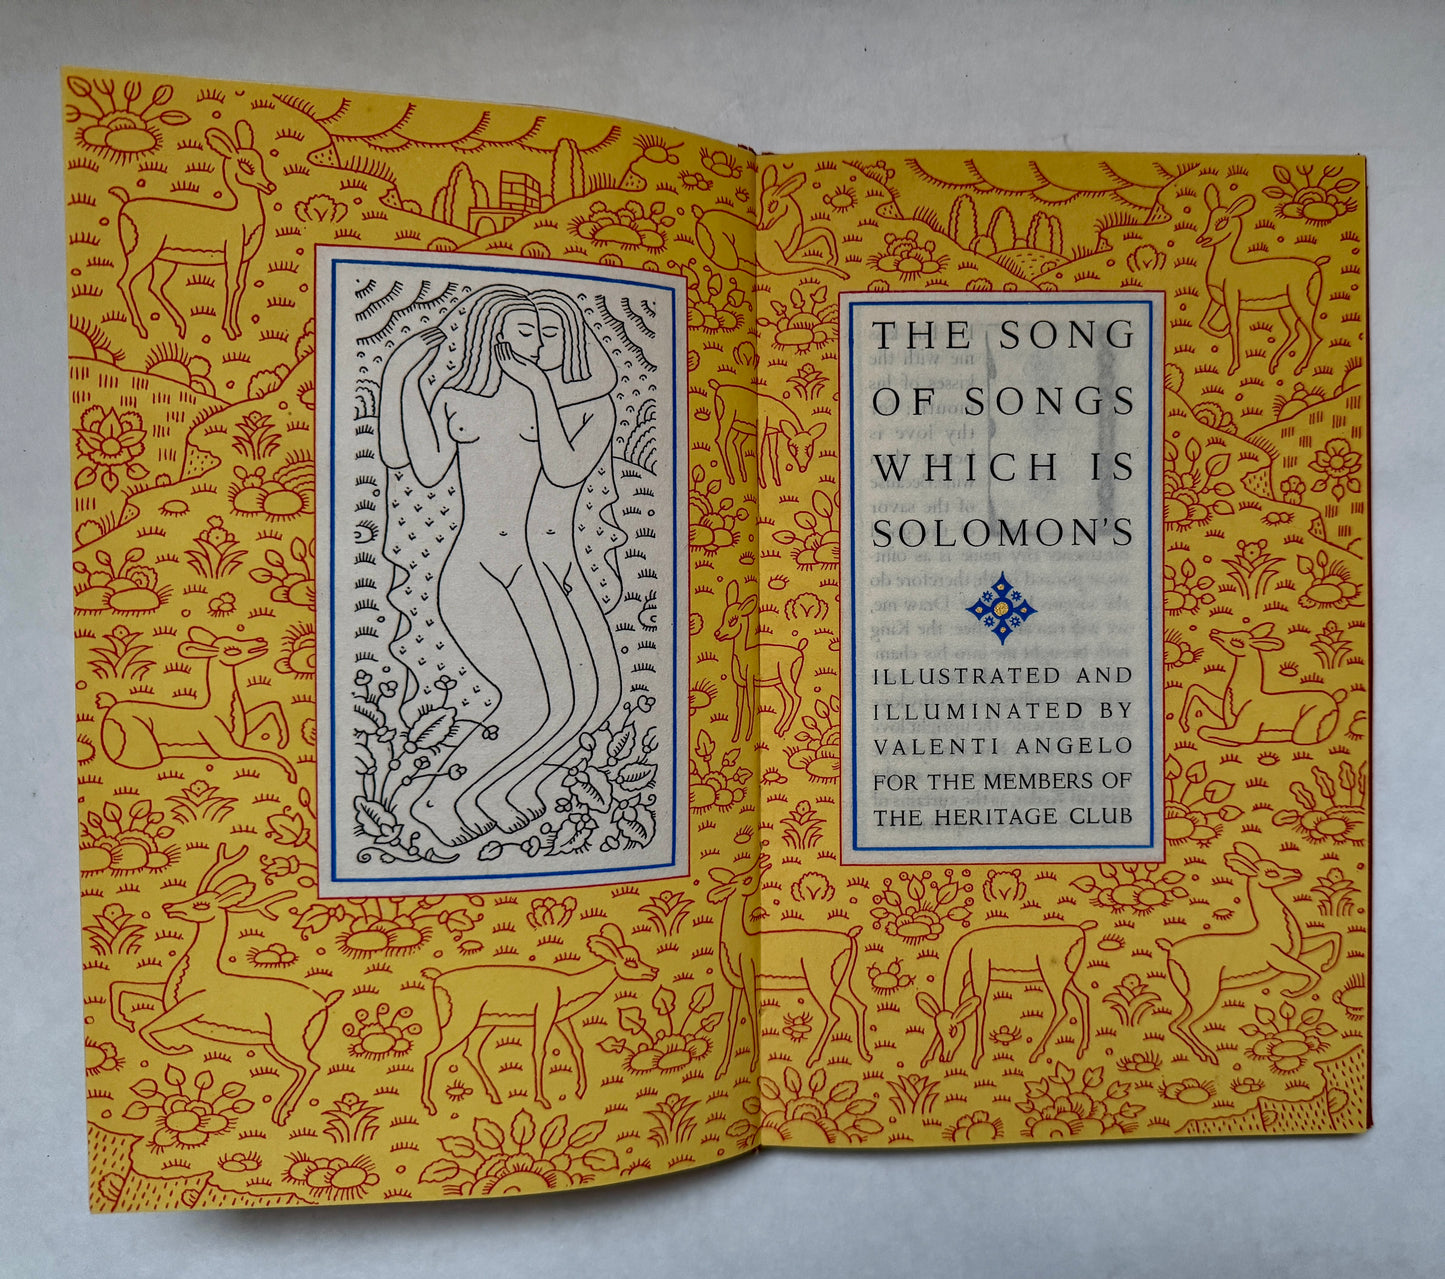 THE SONG
OF SONGS
WHICH IS
SOLOMON'S
ILLUSTRATED AND
ILLUMINATED BY
VALENTI ANGELO
FOR THE MEMBERS OF
THE HERITAGE CLUB